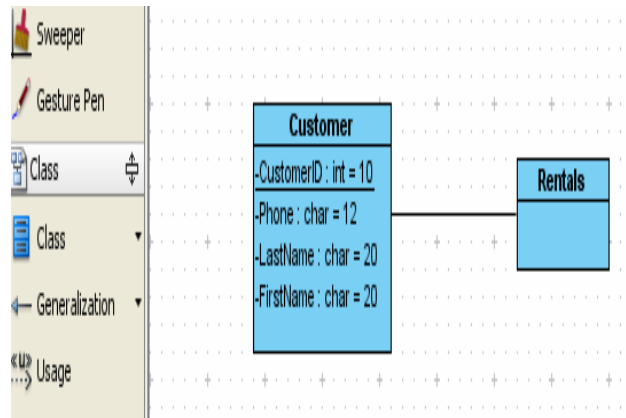 Sweeper
Gesture Pen
Class
Class
Generalization
«u»
Usage
Customer
-CustomerID : int = 10
-Phone : char = 12
-LastName : char = 20
-FirstName : char = 20
Rentals